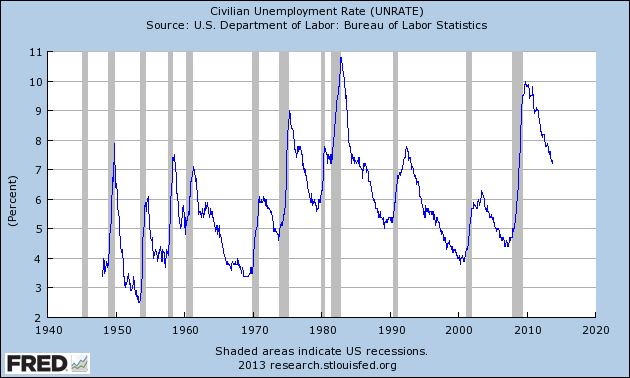 Civilian Unemployment Rate (UNRATE)
Source: U.S. Department of Labor: Bureau of Labor Statistics
11
10
9
8
7
6
5
4
3
2
(Percent)
1940 1950 1960 1970 1980 1990 2000 2010 2020
Shaded areas indicate US recessions.
2013 research.stlouisfed.org
FRED